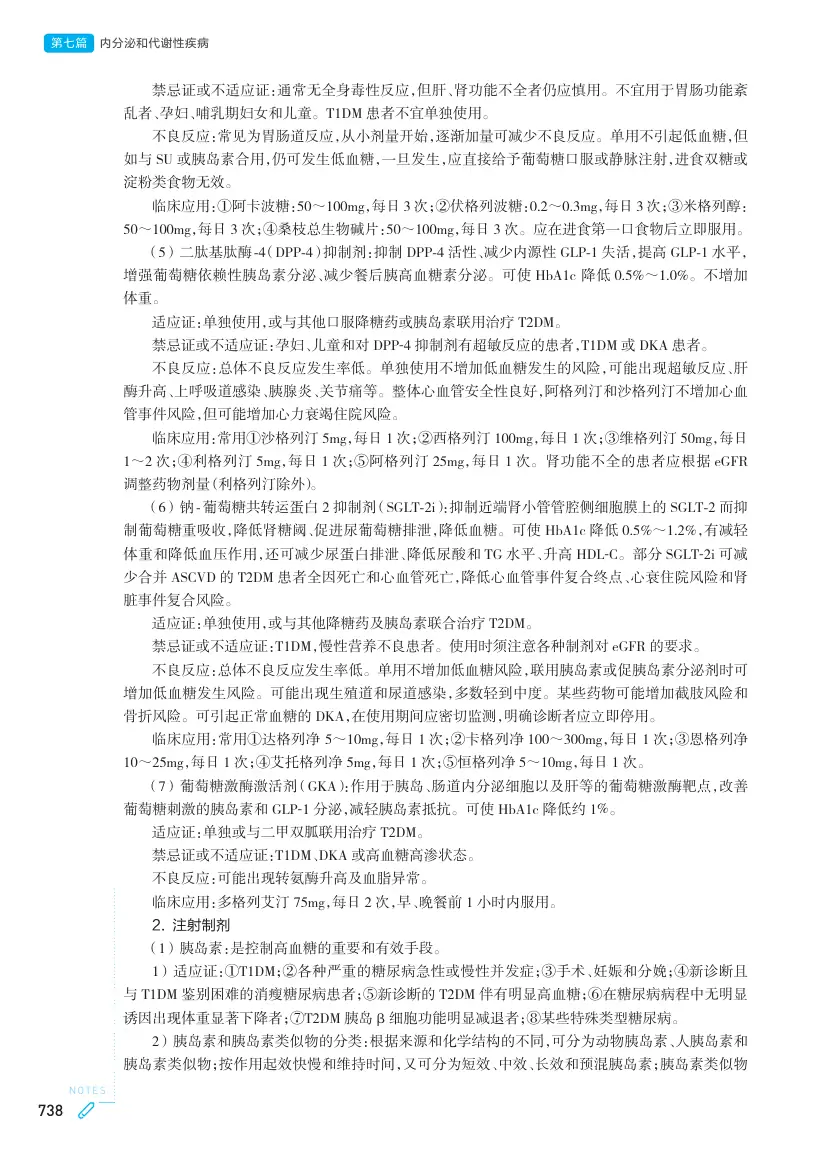 第七篇 内分泌和代谢性疾病
禁忌证或不适应证:通常无全身毒性反应,但肝、肾功能不全者仍应慎用。不宜用于胃肠功能紊
乱者、孕妇、哺乳期妇女和儿童。T1DM 患者不宜单独使用。
不良反应:常见为胃肠道反应,从小剂量开始,逐渐加量可减少不良反应。单用不引起低血糖,但
如与 SU 或胰岛素合用,仍可发生低血糖,一旦发生,应直接给予葡萄糖口服或静脉注射,进食双糖或
淀粉类食物无效。
临床应用:①阿卡波糖:50～100mg,每日 3 次;②伏格列波糖:0.2～0.3mg,每日 3 次;③米格列醇:
50～100mg,每日 3 次;④桑枝总生物碱片:50～100mg,每日 3 次。应在进食第一口食物后立即服用。
(5)二肽基肽酶-4(DPP-4)抑制剂:抑制 DPP-4 活性、减少内源性 GLP-1 失活,提高 GLP-1 水平,
增强葡萄糖依赖性胰岛素分泌、减少餐后胰高血糖素分泌。可使 HbA1c 降低 0.5%～1.0%。不增加
体重。
适应证:单独使用,或与其他口服降糖药或胰岛素联用治疗 T2DM。
禁忌证或不适应证:孕妇、儿童和对 DPP-4 抑制剂有超敏反应的患者,T1DM 或 DKA 患者。
不良反应:总体不良反应发生率低。单独使用不增加低血糖发生的风险,可能出现超敏反应、肝
酶升高、上呼吸道感染、胰腺炎、关节痛等。整体心血管安全性良好,阿格列汀和沙格列汀不增加心血
管事件风险,但可能增加心力衰竭住院风险。
临床应用:常用①沙格列汀 5mg,每日 1 次;②西格列汀 100mg,每日 1 次;③维格列汀 50mg,每日
1～2 次;④利格列汀 5mg,每日 1 次;⑤阿格列汀 25mg,每日 1 次。肾功能不全的患者应根据 eGFR
调整药物剂量(利格列汀除外)。
(6)钠-葡萄糖共转运蛋白 2 抑制剂(SGLT-2i):抑制近端肾小管管腔侧细胞膜上的 SGLT-2 而抑
制葡萄糖重吸收,降低肾糖阈、促进尿葡萄糖排泄,降低血糖。可使 HbA1c 降低 0.5%～1.2%,有减轻
体重和降低血压作用,还可减少尿蛋白排泄、降低尿酸和 TG 水平、升高 HDL-C。部分 SGLT-2i 可减
少合并 ASCVD 的 T2DM 患者全因死亡和心血管死亡,降低心血管事件复合终点、心衰住院风险和肾
脏事件复合风险。
适应证:单独使用,或与其他降糖药及胰岛素联合治疗 T2DM。
禁忌证或不适应证:T1DM,慢性营养不良患者。使用时须注意各种制剂对 eGFR 的要求。
不良反应:总体不良反应发生率低。单用不增加低血糖风险,联用胰岛素或促胰岛素分泌剂时可
增加低血糖发生风险。可能出现生殖道和尿道感染,多数轻到中度。某些药物可能增加截肢风险和
骨折风险。可引起正常血糖的 DKA,在使用期间应密切监测,明确诊断者应立即停用。
临床应用:常用①达格列净 5～10mg,每日 1 次;②卡格列净 100～300mg,每日 1 次;③恩格列净
10～25mg,每日 1 次;④艾托格列净 5mg,每日 1 次;⑤恒格列净 5～10mg,每日 1 次。
(7)葡萄糖激酶激活剂(GKA):作用于胰岛、肠道内分泌细胞以及肝等的葡萄糖激酶靶点,改善
葡萄糖刺激的胰岛素和 GLP-1 分泌,减轻胰岛素抵抗。可使 HbA1c 降低约 1%。
适应证:单独或与二甲双胍联用治疗 T2DM。
禁忌证或不适应证:T1DM、DKA 或高血糖高渗状态。
不良反应:可能出现转氨酶升高及血脂异常。
临床应用:多格列艾汀 75mg,每日 2 次,早、晚餐前 1 小时内服用。
2. 注射制剂
(1)胰岛素:是控制高血糖的重要和有效手段。
1)适应证:①T1DM;②各种严重的糖尿病急性或慢性并发症;③手术、妊娠和分娩;④新诊断且
与 T1DM 鉴别困难的消瘦糖尿病患者;⑤新诊断的 T2DM 伴有明显高血糖;⑥在糖尿病病程中无明显
诱因出现体重显著下降者;⑦T2DM 胰岛 β 细胞功能明显减退者;⑧某些特殊类型糖尿病。
2)胰岛素和胰岛素类似物的分类:根据来源和化学结构的不同,可分为动物胰岛素、人胰岛素和
胰岛素类似物;按作用起效快慢和维持时间,又可分为短效、中效、长效和预混胰岛素;胰岛素类似物
NOTES
738